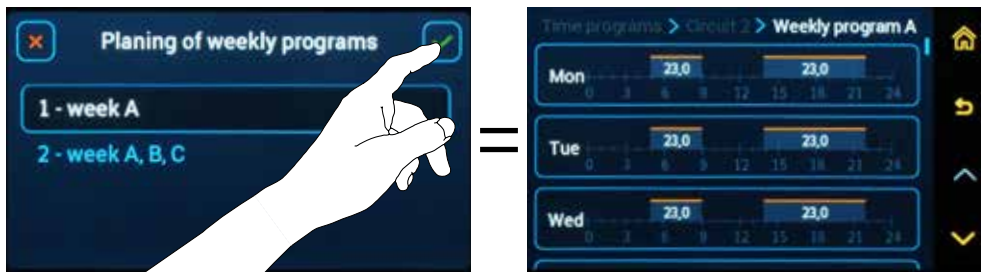 Planing of weekly programs
1 - week A
2 - week A, B, C
=
Time programs > Circuit 2 > Weekly program A
Mon 23,0 23,0
0 3 6 9 12 15 18 21 24
Tue 23,0 23,0
0 3 6 9 12 15 18 21 24
Wed 23,0 23,0
0 3 6 9 12 15 18 21 24